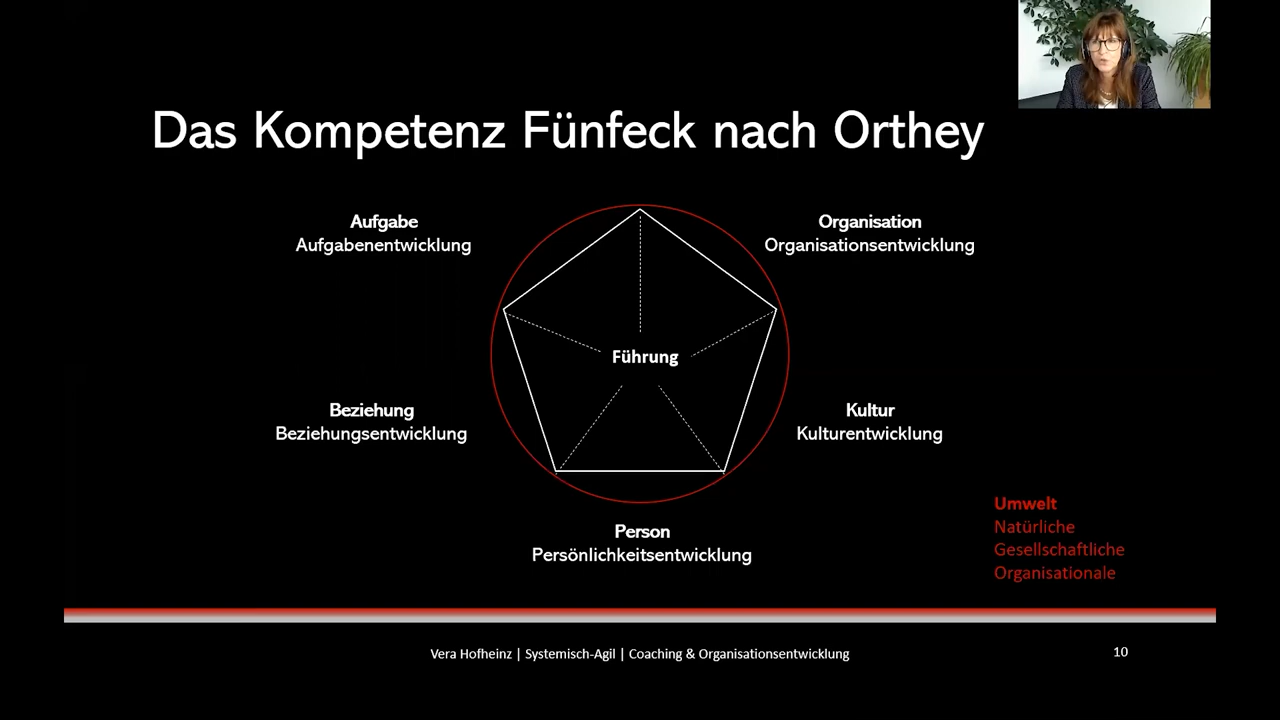 Das Kompetenz Fünfeck nach Orthey
Aufgabe
Aufgabenentwicklung
Organisation
Organisationsentwicklung
Führung
Beziehung
Beziehungsentwicklung
Kultur
Kulturentwicklung
Person
Persönlichkeitsentwicklung
Umwelt
Natürliche
Gesellschaftliche
Organisationale
Vera Hofheinz | Systemisch-Agil | Coaching & Organisationsentwicklung
10